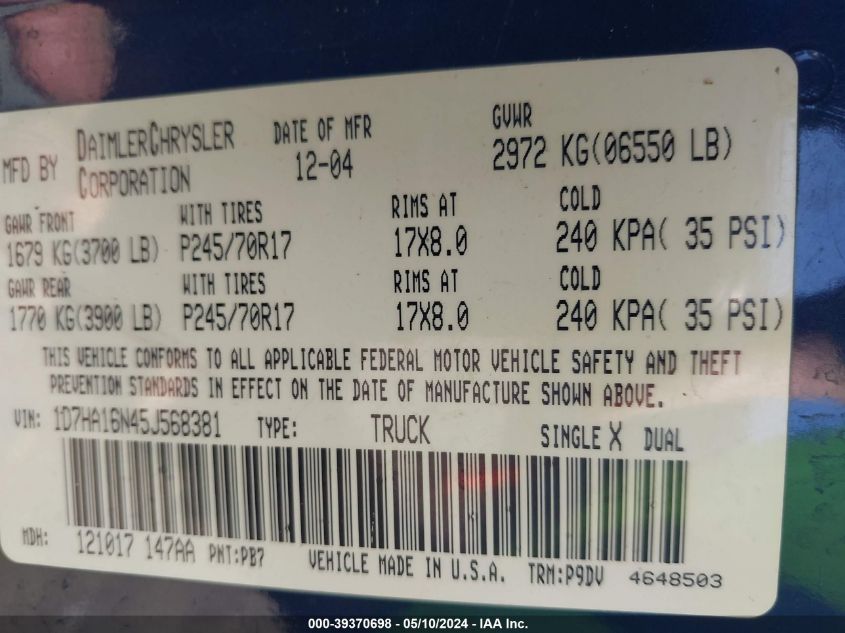 MFD BY DAIMLERCHRYSLER CORPORATION
DATE OF MFR 12-04
GVWR 2972 KG(06550 LB)
GAWR FRONT WITH TIRES RIMS AT COLD
1679 KG(3700 LB) P245/70R17 17X8.0 240 KPA( 35 PSI)
GAWR REAR WITH TIRES RIMS AT COLD
1770 KG(3900 LB) P245/70R17 17X8.0 240 KPA( 35 PSI)
THIS VEHICLE CONFORMS TO ALL APPLICABLE FEDERAL MOTOR VEHICLE SAFETY AND THEFT
PREVENTION STANDARDS IN EFFECT ON THE DATE OF MANUFACTURE SHOWN ABOVE.
VIN: 1D7HA16N45J568381 TYPE: TRUCK SINGLE X DUAL
MDH: 121017 147AA PNT:PB7 VEHICLE MADE IN U.S.A. TRM:P9DV 4648503
000-39370698 - 05/10/2024 - IAA Inc.